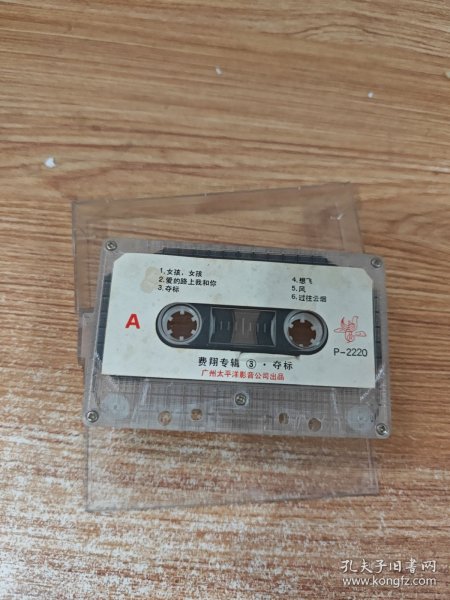 1.女孩，女孩
2.爱的路上我和你
3.夺标
4.想飞
5.风
6.过往云烟
A
P-2220
费翔专辑 ③·夺标
广州太平洋影音公司出品
孔夫子旧书网
www.kongfz.com